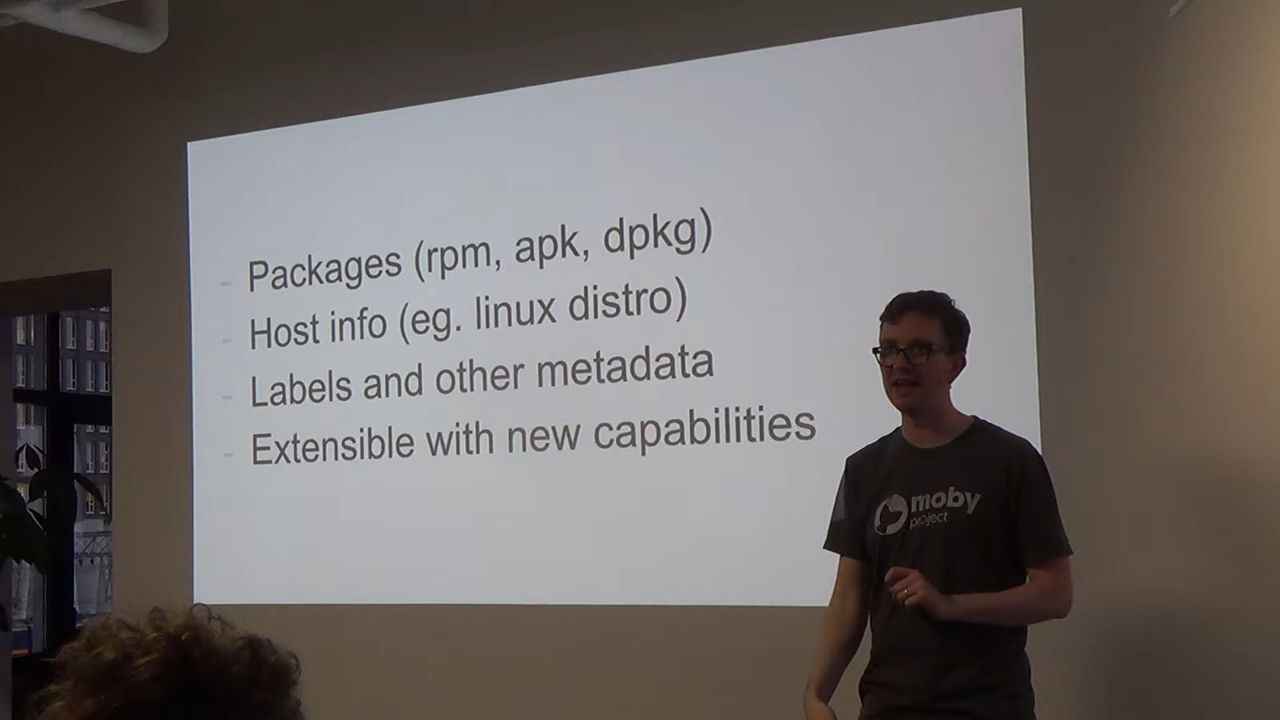 - Packages (rpm, apk, dpkg)
- Host info (eg. linux distro)
- Labels and other metadata
- Extensible with new capabilities
moby
project